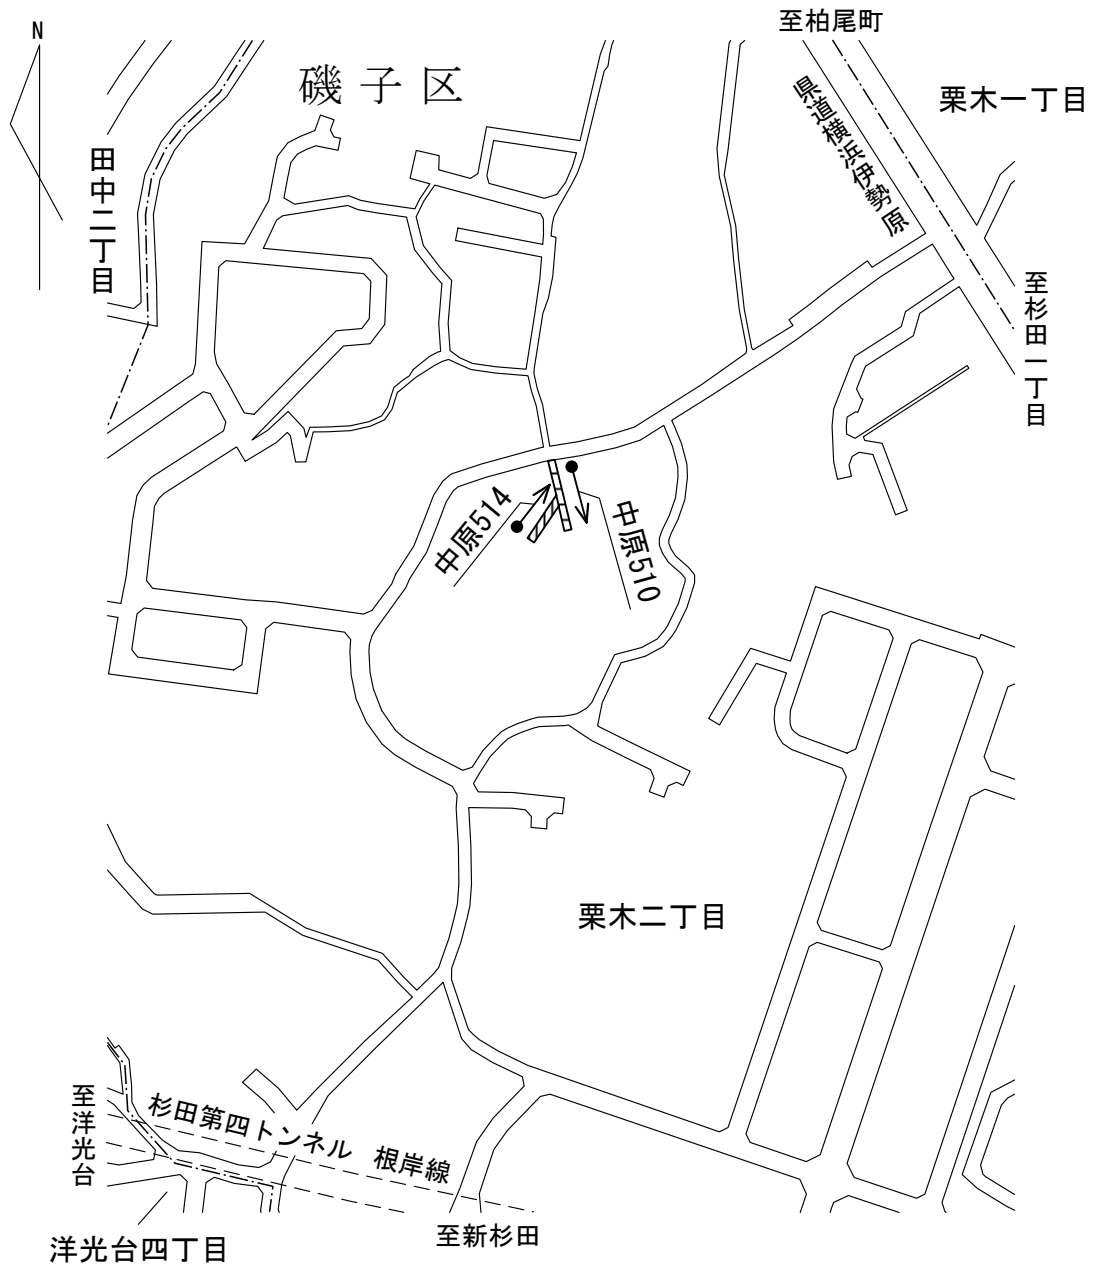 至柏尾町
N
磯子区
栗木一丁目
県道横浜伊勢原
田中二丁目
至杉田一丁目
中原514
中原510
栗木二丁目
至洋光台
杉田第四トンネル 根岸線
至新杉田
洋光台四丁目